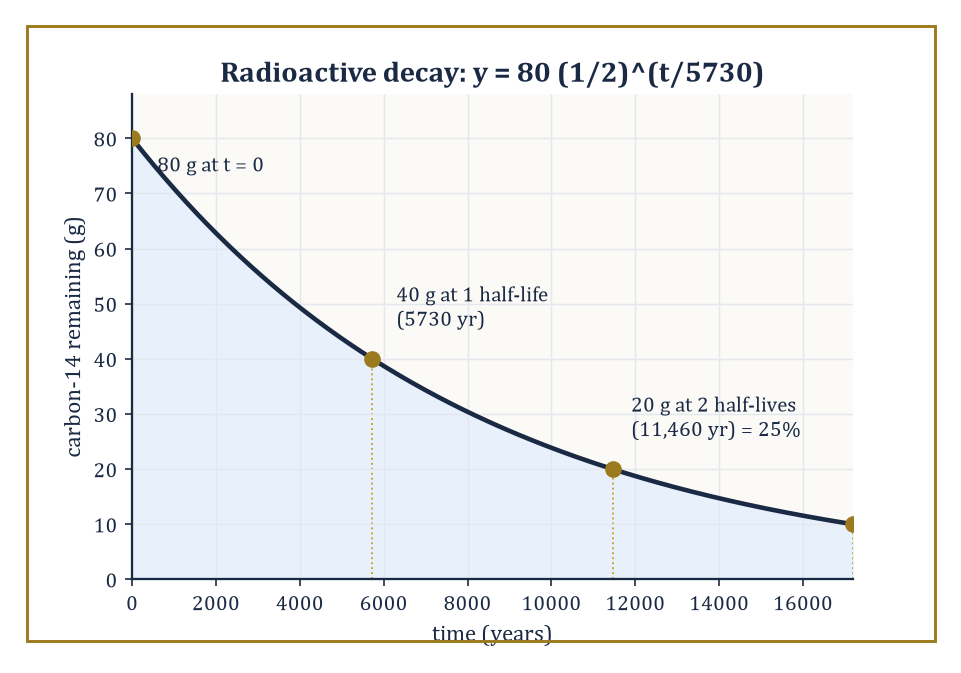 Radioactive decay: y = 80 (1/2)^(t/5730)
80
80 g at t = 0
70
60
50
40 g at 1 half-life
(5730 yr)
40
30
20 g at 2 half-lives
(11,460 yr) = 25%
20
10
0
carbon-14 remaining (g)
0 2000 4000 6000 8000 10000 12000 14000 16000
time (years)